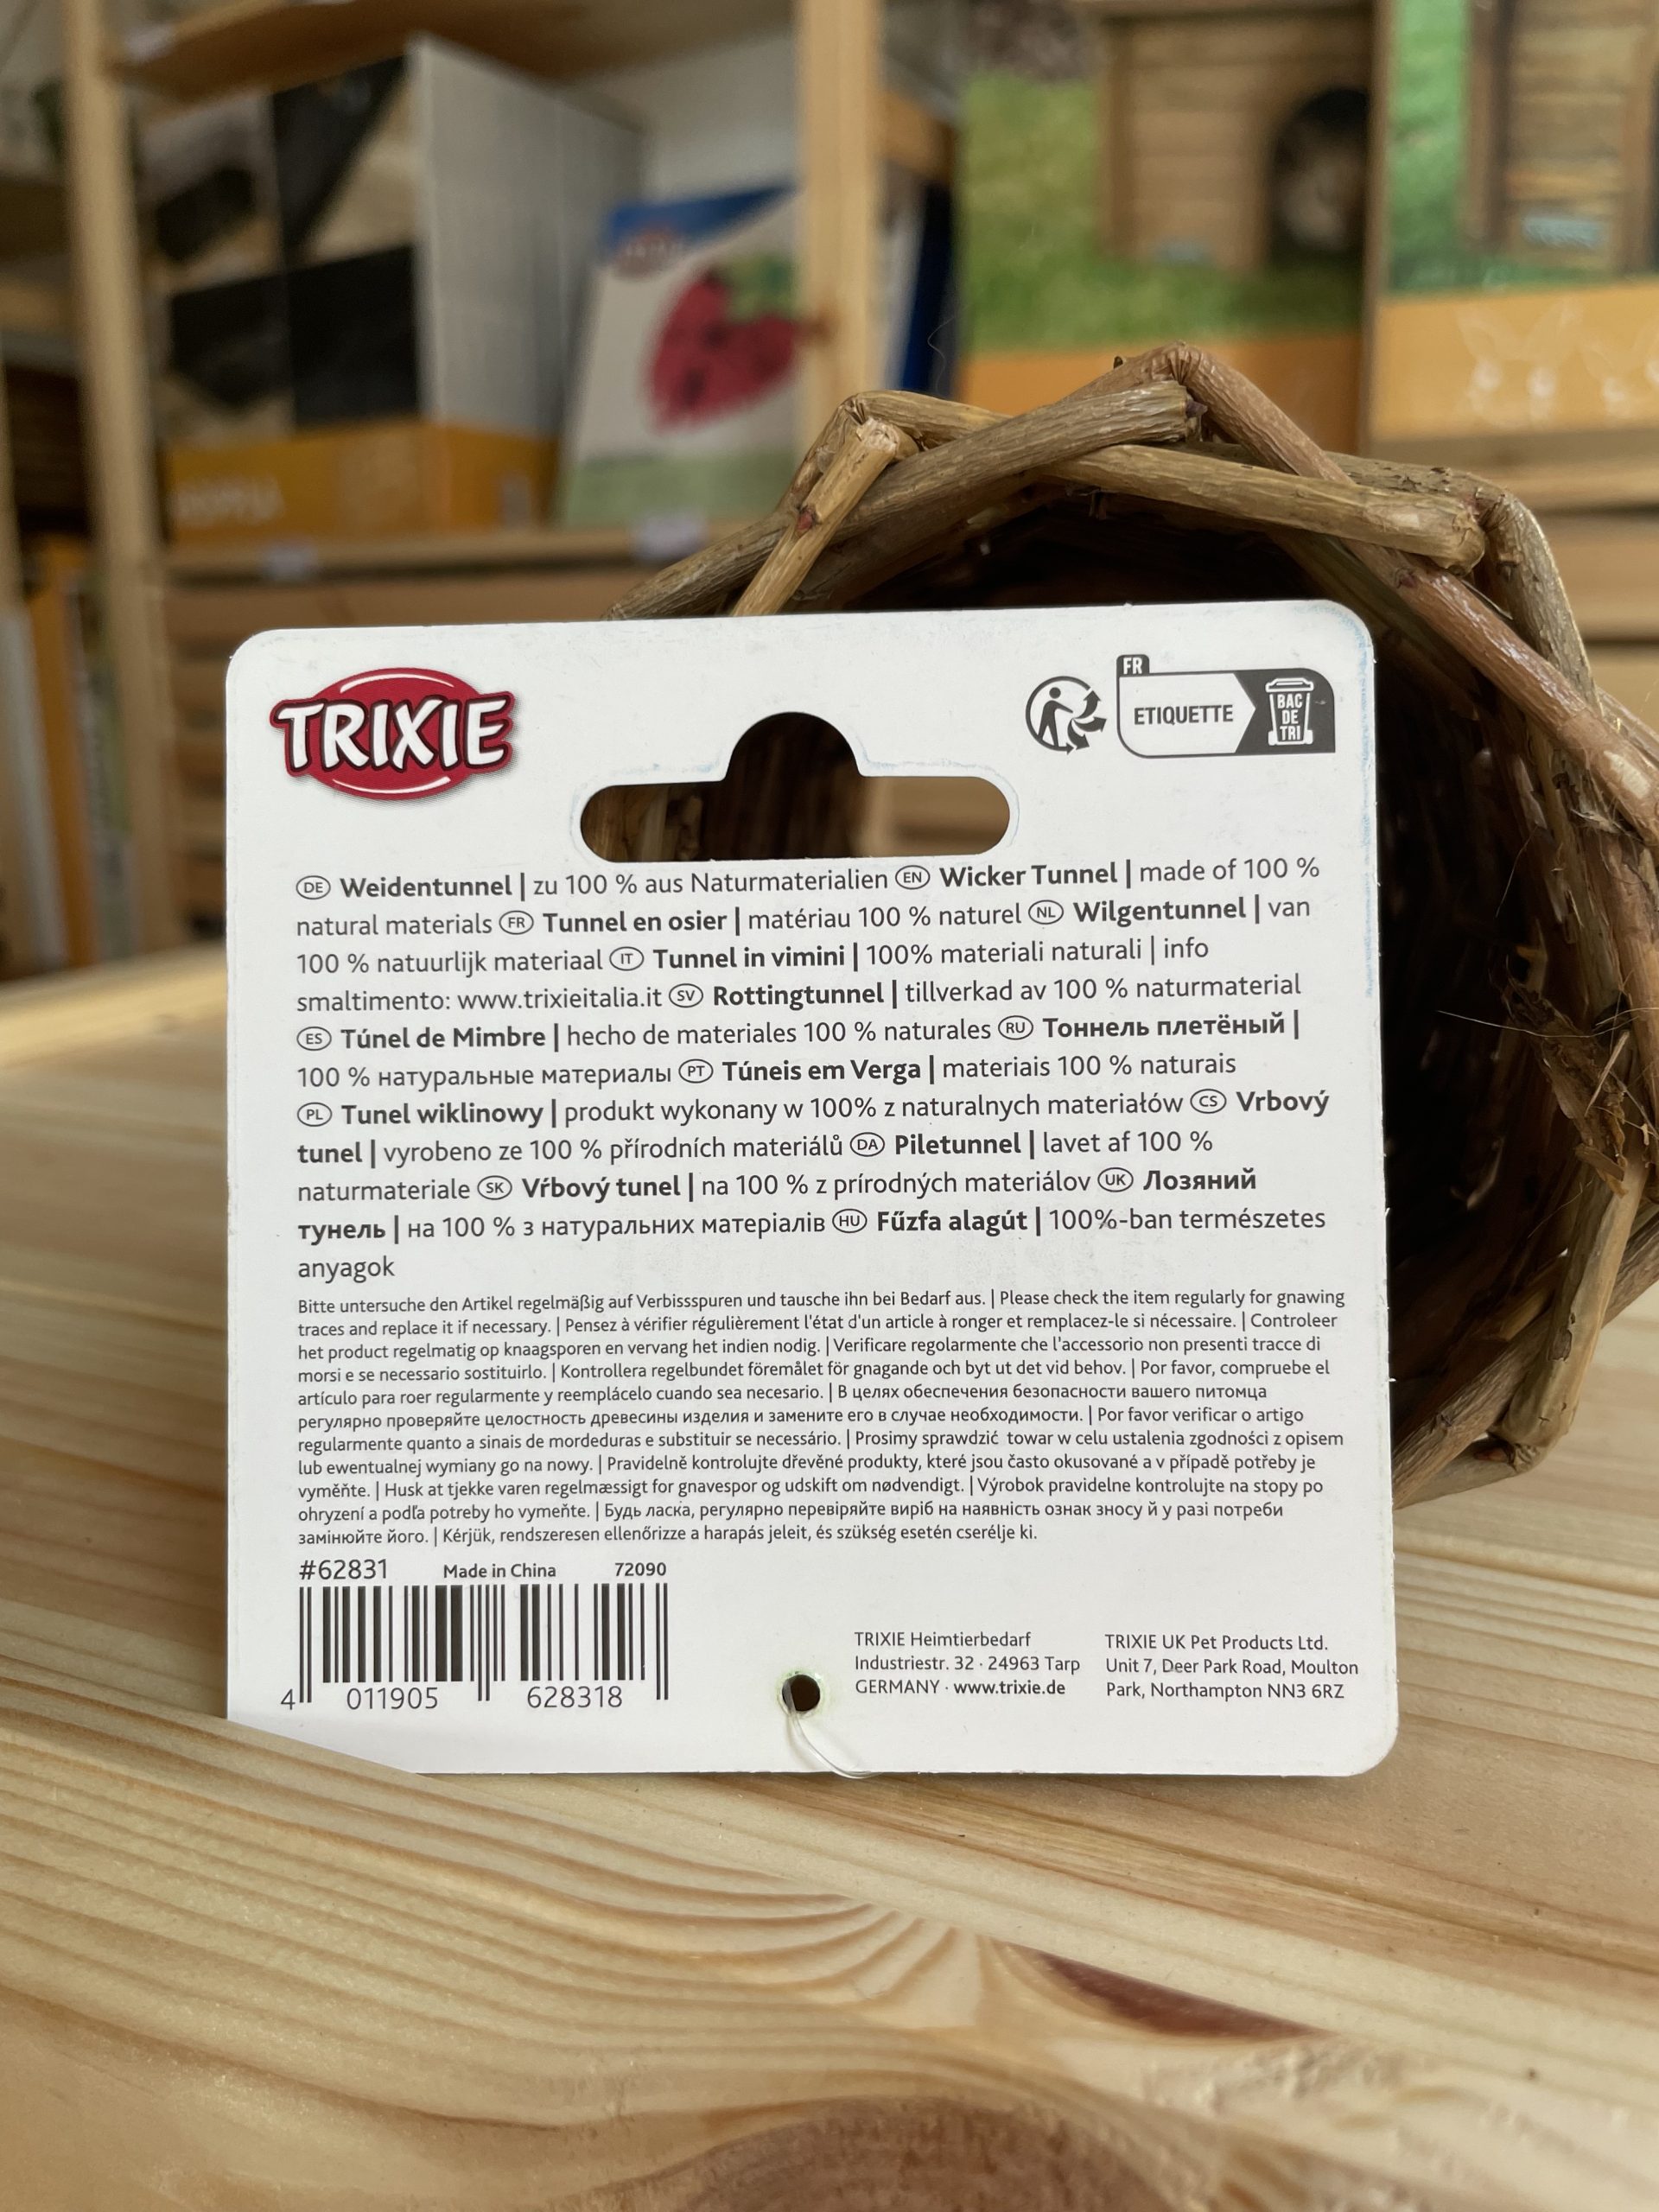 TRIXIE
FR
ETIQUETTE
BAC
DE
TRI
DE Weidentunnel | zu 100 % aus Naturmaterialien EN Wicker Tunnel | made of 100 %
natural materials FR Tunnel en osier | matériau 100 % naturel NL Wilgentunnel | van
100 % natuurlijk materiaal IT Tunnel in vimini | 100% materiali naturali | info
smaltimento: www.trixieitalia.it SV Rottingtunnel | tillverkad av 100 % naturmaterial
ES Túnel de Mimbre | hecho de materiales 100 % naturales RU Тоннель плетёный |
100 % натуральные материалы PT Túneis em Verga | materiais 100 % naturais
PL Tunel wiklinowy | produkt wykonany w 100% z naturalnych materiałów CS Vrbový
tunel | vyrobeno ze 100 % přírodních materiálů DA Piletunnel | lavet af 100 %
naturmateriale SK Vŕbový tunel | na 100 % z prírodných materiálov UK Лозяний
тунель | на 100 % з натуральних матеріалів HU Fűzfa alagút | 100%-ban természetes
anyagok
Bitte untersuche den Artikel regelmäßig auf Verbissspuren und tausche ihn bei Bedarf aus. | Please check the item regularly for gnawing
traces and replace it if necessary. | Pensez à vérifier régulièrement l'état d'un article à ronger et remplacez-le si nécessaire. | Controleer
het product regelmatig op knaagsporen en vervang het indien nodig. | Verificare regolarmente che l'accessorio non presenti tracce di
morsi e se necessario sostituirlo. | Kontrollera regelbundet föremålet för gnagande och byt ut det vid behov. | Por favor, compruebe el
artículo para roer regularmente y reemplácelo cuando sea necesario. | В целях обеспечения безопасности вашего питомца
регулярно проверяйте целостность древесины изделия и замените его в случае необходимости. | Por favor verificar o artigo
regularmente quanto a sinais de mordeduras e substituir se necessário. | Prosimy sprawdzić towar w celu ustalenia zgodności z opisem
lub ewentualnej wymiany go na nowy. | Pravidelně kontrolujte dřevěné produkty, které jsou často okusované a v případě potřeby je
vyměňte. | Husk at tjekke varen regelmæssigt for gnavespor og udskift om nødvendigt. | Výrobok pravidelne kontrolujte na stopy po
ohryzení a podľa potreby ho vymeňte. | Будь ласка, регулярно перевіряйте виріб на наявність ознак зносу й у разі потреби
замінюйте його. | Kérjük, rendszeresen ellenőrizze a harapás jeleit, és szükség esetén cserélje ki.
#62831 Made in China 72090
4 011905 628318
TRIXIE Heimtierbedarf
Industriestr. 32 · 24963 Tarp
GERMANY · www.trixie.de
TRIXIE UK Pet Products Ltd.
Unit 7, Deer Park Road, Moulton
Park, Northampton NN3 6RZ